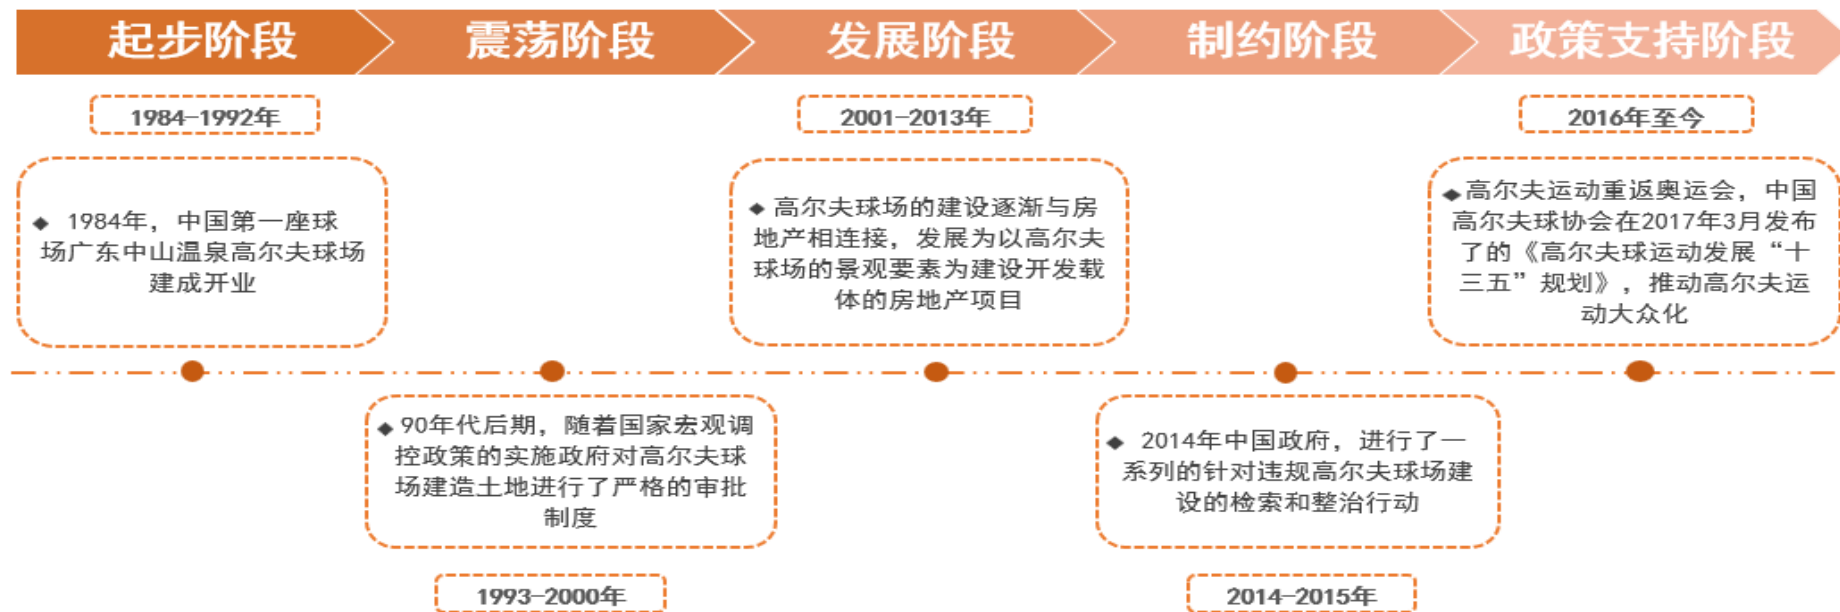 起步阶段
震荡阶段
发展阶段
制约阶段
政策支持阶段
1984-1992年
◆ 1984年，中国第一座球
场广东中山温泉高尔夫球场
建成开业
◆ 90年代后期，随着国家宏观调
控政策的实施政府对高尔夫球
场建造土地进行了严格的审批
制度
1993-2000年
2001-2013年
◆ 高尔夫球场的建设逐渐与房
地产相连接，发展为以高尔夫
球场的景观要素为建设开发载
体的房地产项目
◆ 2014年中国政府，进行了一
系列的针对违规高尔夫球场建
设的检索和整治行动
2014-2015年
2016年至今
◆高尔夫运动重返奥运会，中国
高尔夫球协会在2017年3月发布
了的《高尔夫球运动发展“十
三五”规划》，推动高尔夫运
动大众化